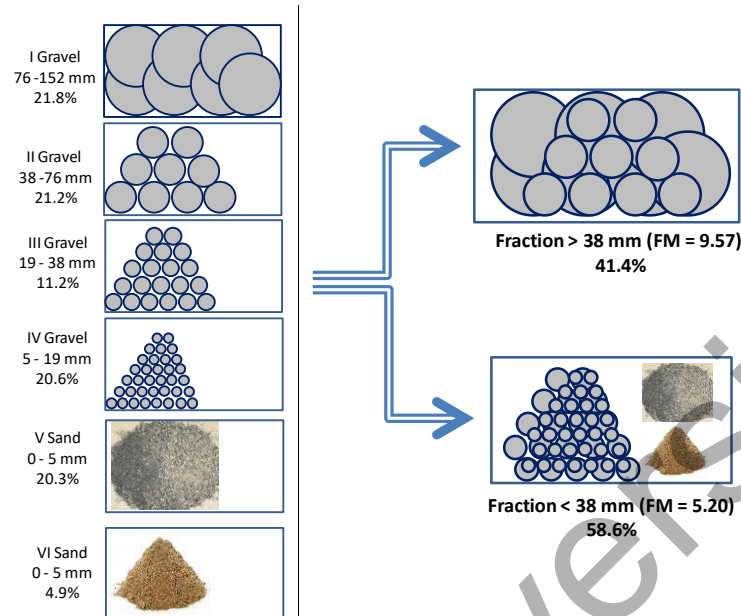 I Gravel
76 -152 mm
21.8%
II Gravel
38-76 mm
21.2%
III Gravel
19 - 38 mm
11.2%
IV Gravel
5 - 19 mm
20.6%
V Sand
0 - 5 mm
20.3%
VI Sand
0 - 5 mm
4.9%
Fraction > 38 mm (FM = 9.57)
41.4%
Fraction < 38 mm (FM = 5.20)
58.6%
versi